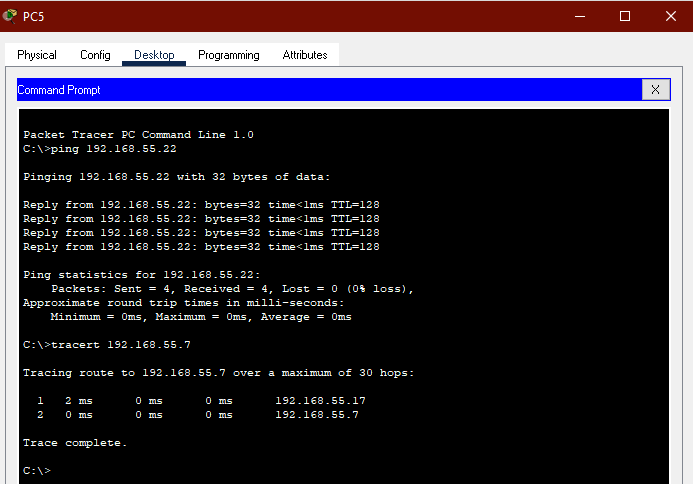 PC5
Physical Config Desktop Programming Attributes
Command Prompt
X
Packet Tracer PC Command Line 1.0
C:\>ping 192.168.55.22
Pinging 192.168.55.22 with 32 bytes of data:
Reply from 192.168.55.22: bytes=32 time<1ms TTL=128
Reply from 192.168.55.22: bytes=32 time<1ms TTL=128
Reply from 192.168.55.22: bytes=32 time<1ms TTL=128
Reply from 192.168.55.22: bytes=32 time<1ms TTL=128
Ping statistics for 192.168.55.22:
Packets: Sent = 4, Received = 4, Lost = 0 (0% loss),
Approximate round trip times in milli-seconds:
Minimum = 0ms, Maximum = 0ms, Average = 0ms
C:\>tracert 192.168.55.7
Tracing route to 192.168.55.7 over a maximum of 30 hops:
1 2 ms 0 ms 0 ms 192.168.55.17
2 0 ms 0 ms 0 ms 192.168.55.7
Trace complete.
C:\>